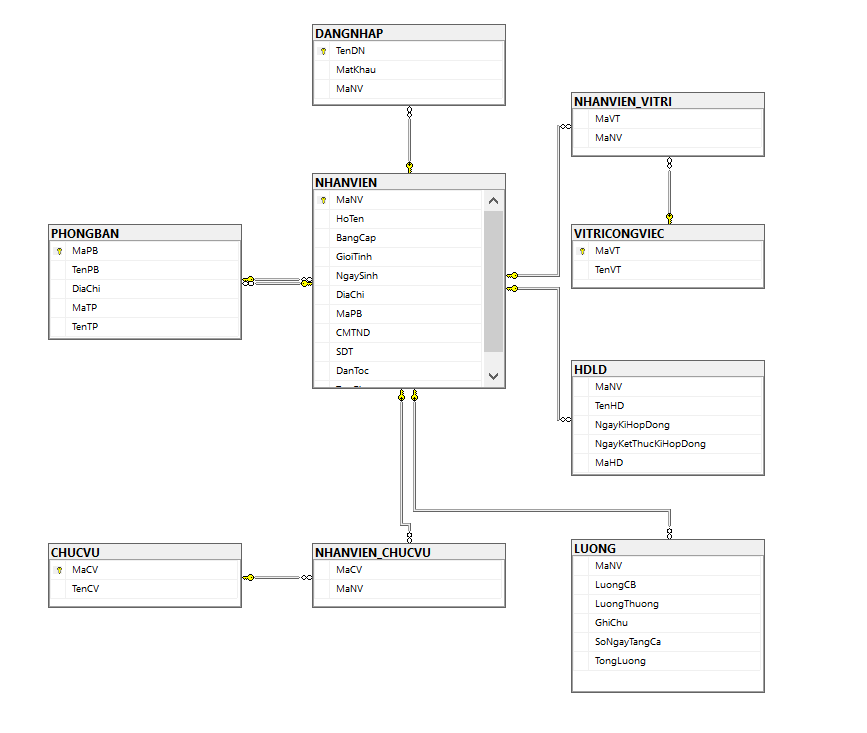 DANGNHAP
TenDN
MatKhau
MaNV
NHANVIEN_VITRI
MaVT
MaNV
NHANVIEN
MaNV
HoTen
BangCap
GioiTinh
NgaySinh
DiaChi
MaPB
CMTND
SDT
DanToc
PHONGBAN
MaPB
TenPB
DiaChi
MaTP
TenTP
VITRICONGVIEC
MaVT
TenVT
HDLD
MaNV
TenHD
NgayKiHopDong
NgayKetThucKiHopDong
MaHD
CHUCVU
MaCV
TenCV
NHANVIEN_CHUCVU
MaCV
MaNV
LUONG
MaNV
LuongCB
LuongThuong
GhiChu
SoNgayTangCa
TongLuong